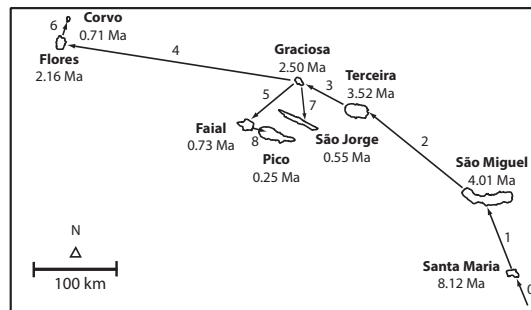 Corvo
0.71 Ma
6
Flores
2.16 Ma
4
Graciosa
2.50 Ma
3
Terceira
3.52 Ma
5
7
Faial
0.73 Ma
8
Pico
0.25 Ma
São Jorge
0.55 Ma
2
São Miguel
4.01 Ma
1
Santa Maria
8.12 Ma
0
N
100 km